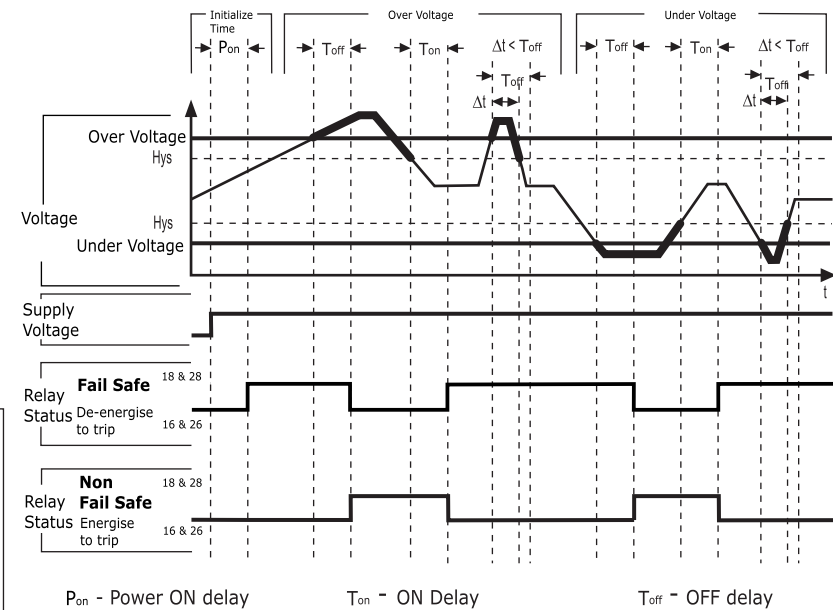 Initialize
Time
Over Voltage
Under Voltage
Pon
Toff
Ton
Δt < Toff
Toff
Ton
Δt < Toff
Toff
Δt
Toff
Δt
Over Voltage
Hys
Voltage
Hys
Under Voltage
t
Supply
Voltage
Relay
Status
Fail Safe
De-energise
to trip
18 & 28
16 & 26
Relay
Status
Non
Fail Safe
Energise
to trip
18 & 28
16 & 26
Pon - Power ON delay
Ton - ON Delay
Toff - OFF delay